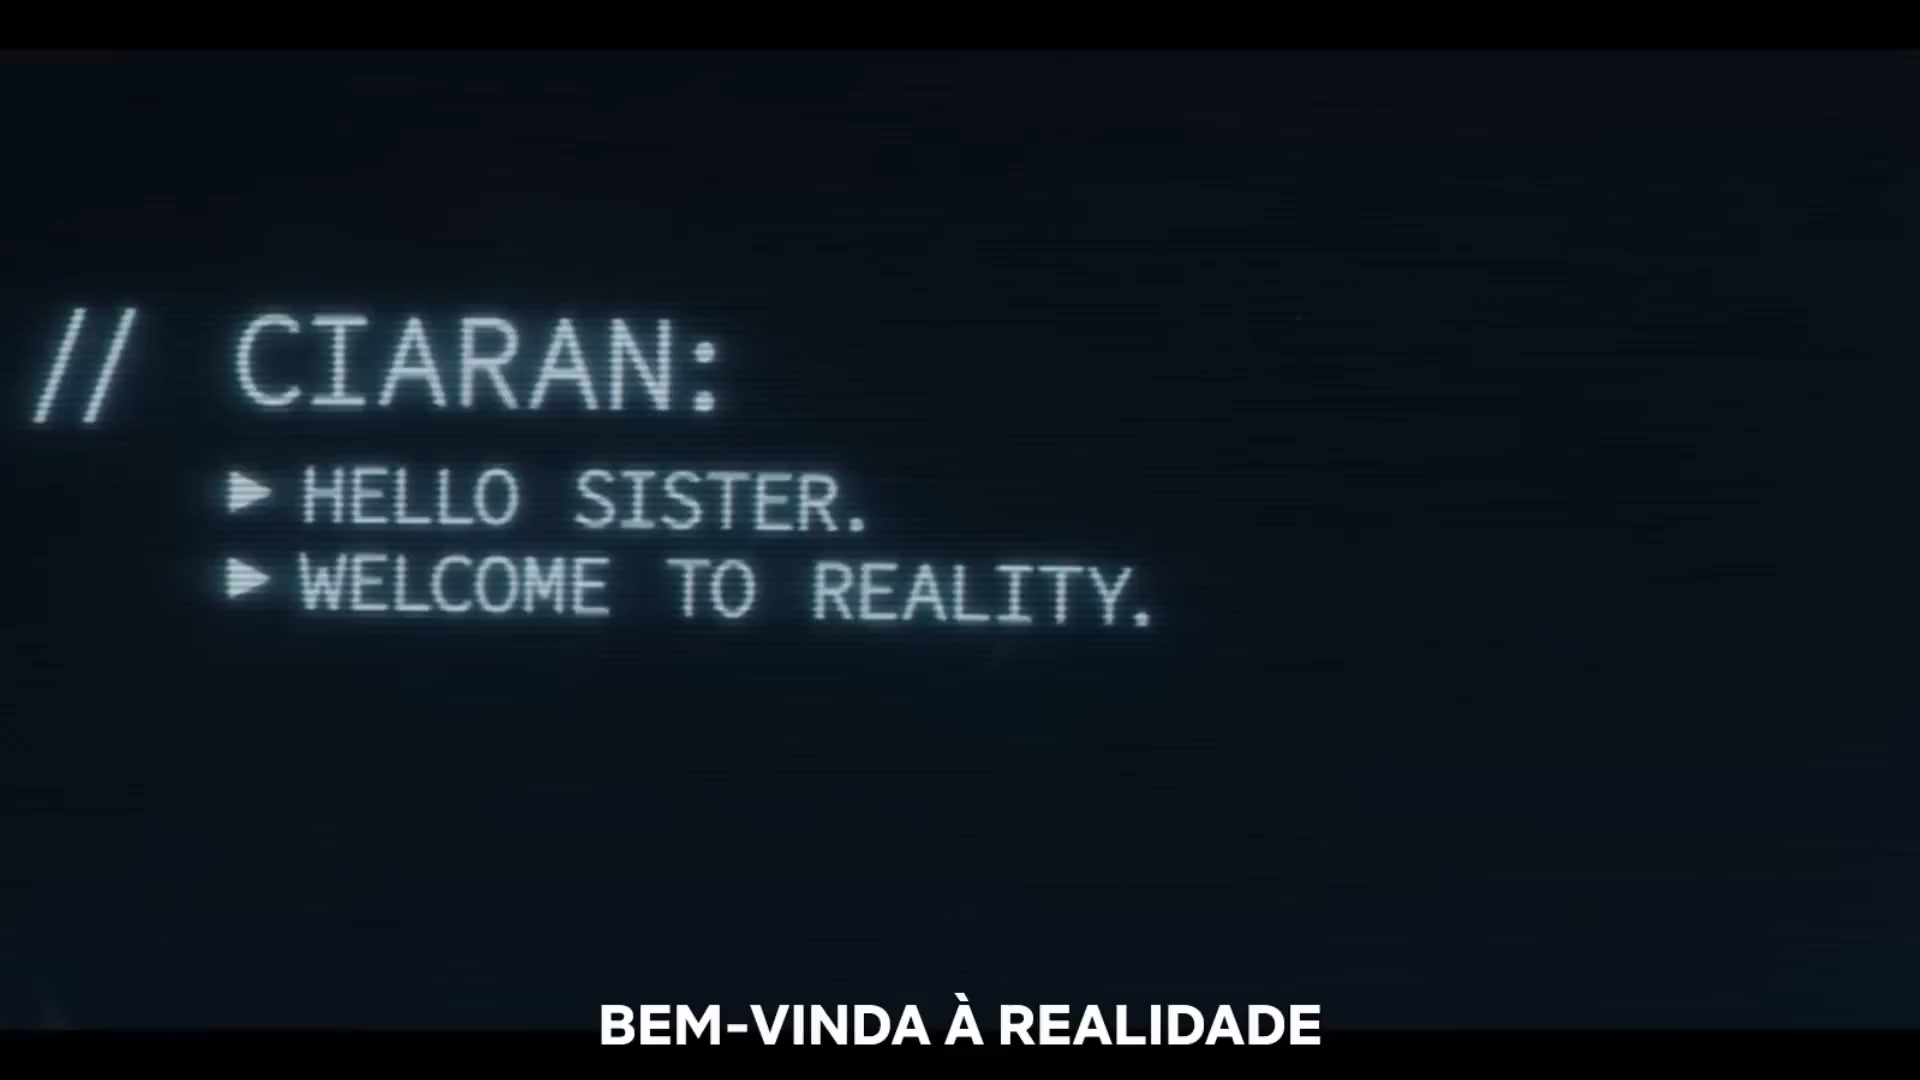 // CIARAN:
▶ HELLO SISTER.
▶ WELCOME TO REALITY.
BEM-VINDA À REALIDADE